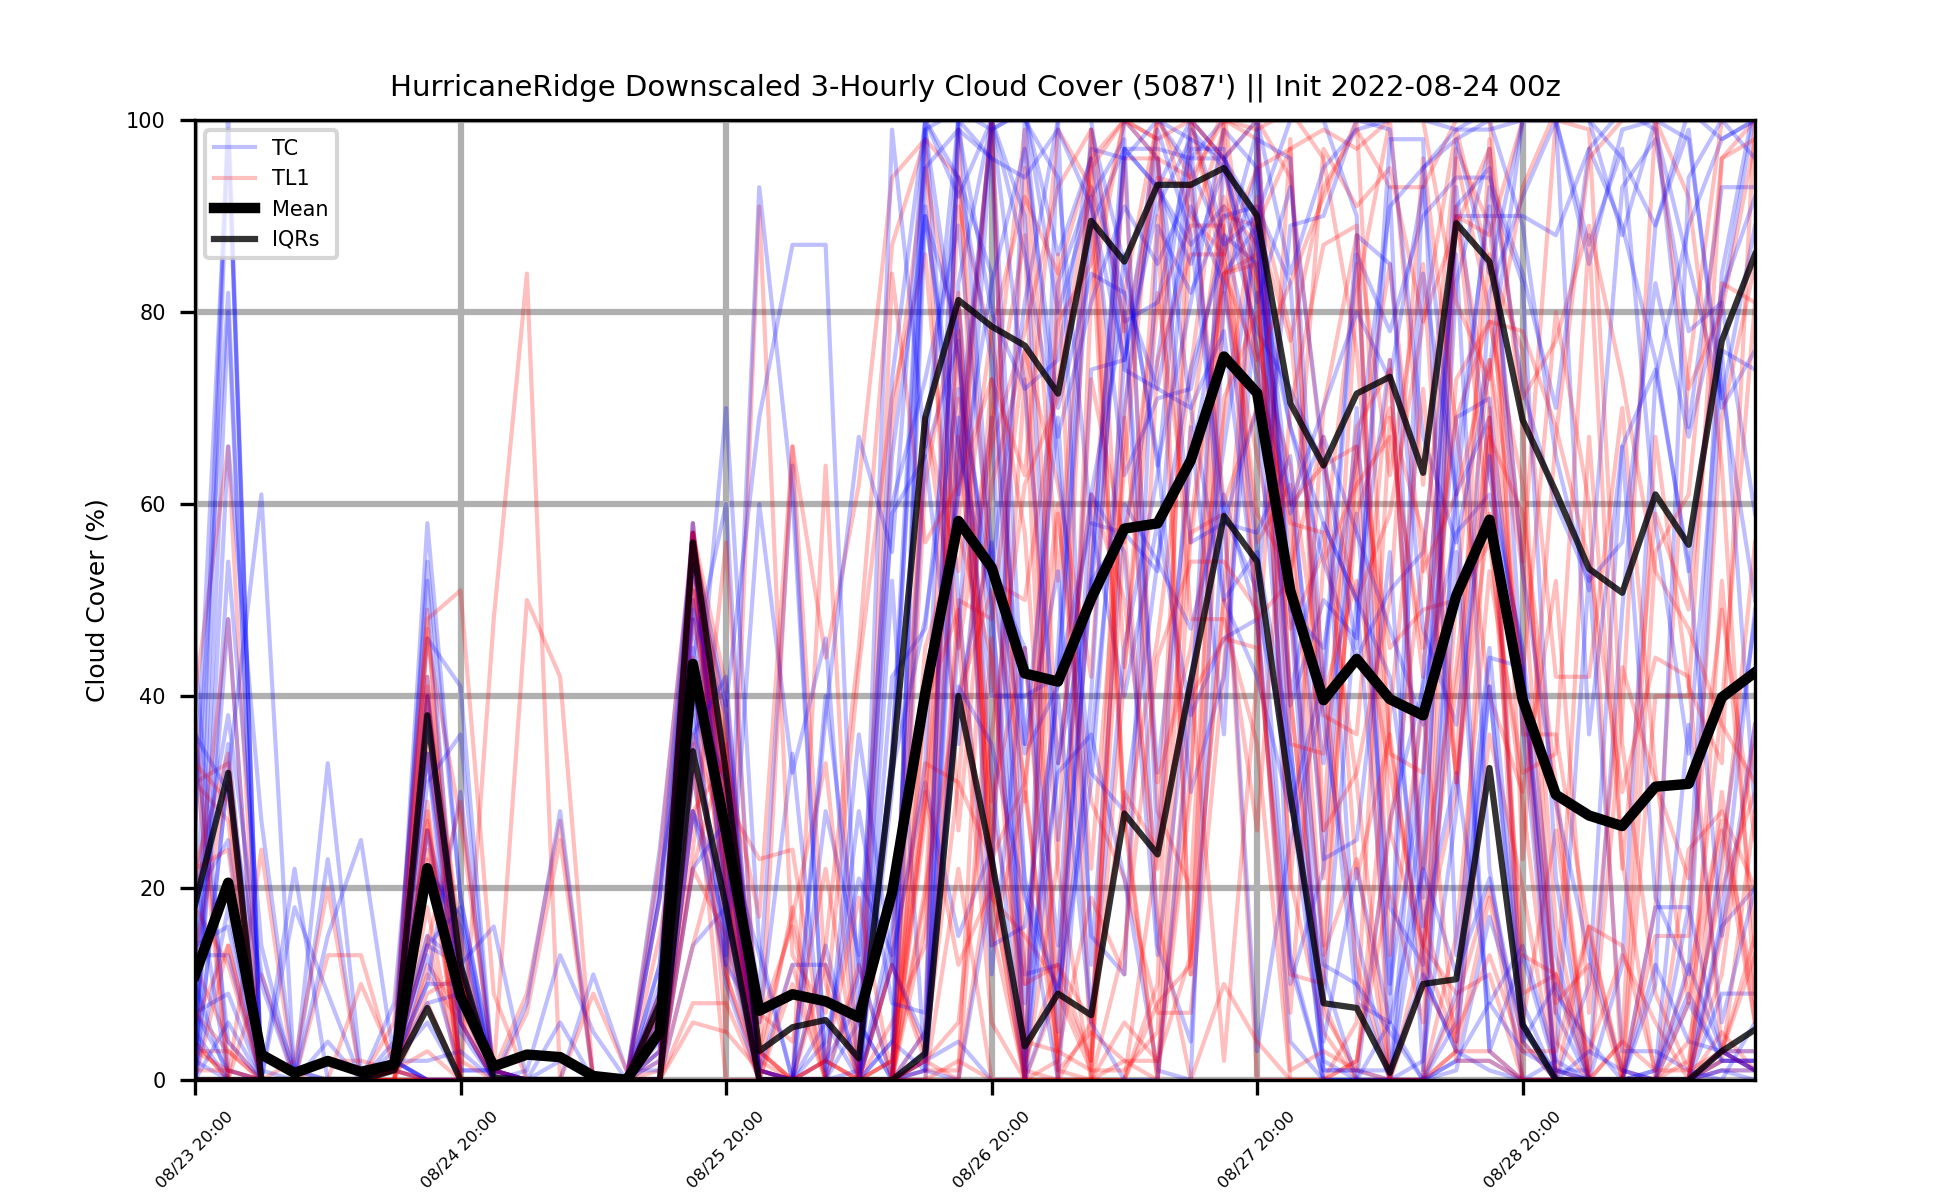 HurricaneRidge Downscaled 3-Hourly Cloud Cover (5087') || Init 2022-08-24 00z
TC
TL1
Mean
IQRs
Cloud Cover (%)
100
80
60
40
20
0
08/23 20:00
08/24 20:00
08/25 20:00
08/26 20:00
08/27 20:00
08/28 20:00